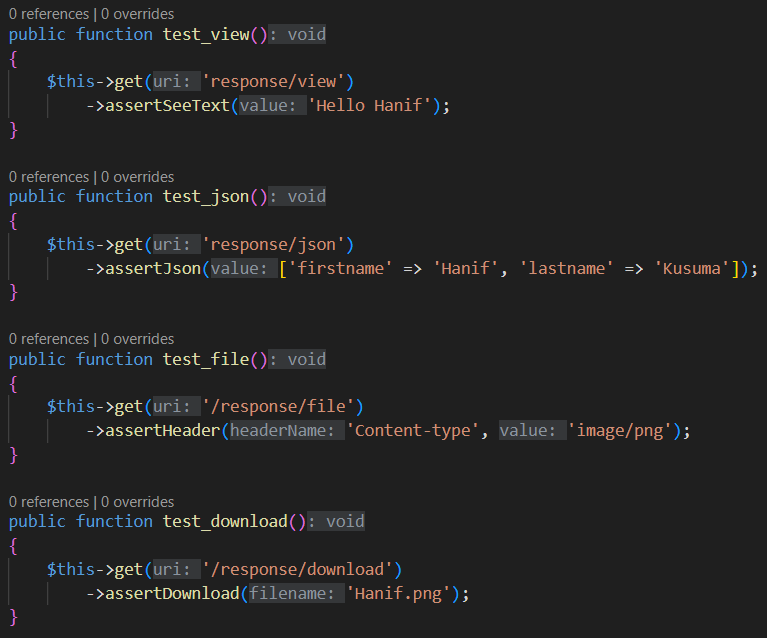 0 references | 0 overrides
public function test_view(): void
{
    $this->get(uri: 'response/view')
        ->assertSeeText(value: 'Hello Hanif');
}
0 references | 0 overrides
public function test_json(): void
{
    $this->get(uri: 'response/json')
        ->assertJson(value: ['firstname' => 'Hanif', 'lastname' => 'Kusuma']);
}
0 references | 0 overrides
public function test_file(): void
{
    $this->get(uri: '/response/file')
        ->assertHeader(headerName: 'Content-type', value: 'image/png');
}
0 references | 0 overrides
public function test_download(): void
{
    $this->get(uri: '/response/download')
        ->assertDownload(filename: 'Hanif.png');
}